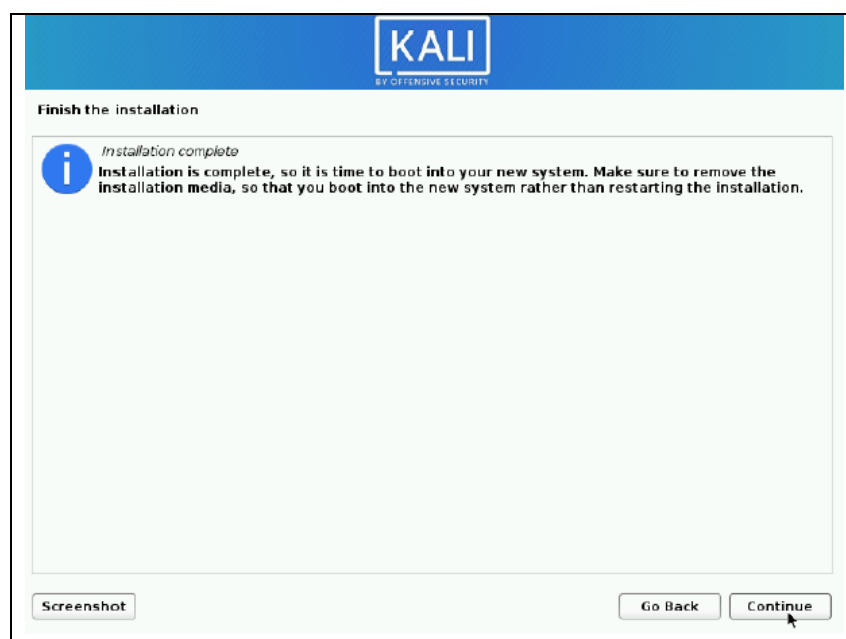 KALI
BY OFFENSIVE SECURITY
Finish the installation
Installation complete
Installation is complete, so it is time to boot into your new system. Make sure to remove the
installation media, so that you boot into the new system rather than restarting the installation.
Screenshot
Go Back
Continue